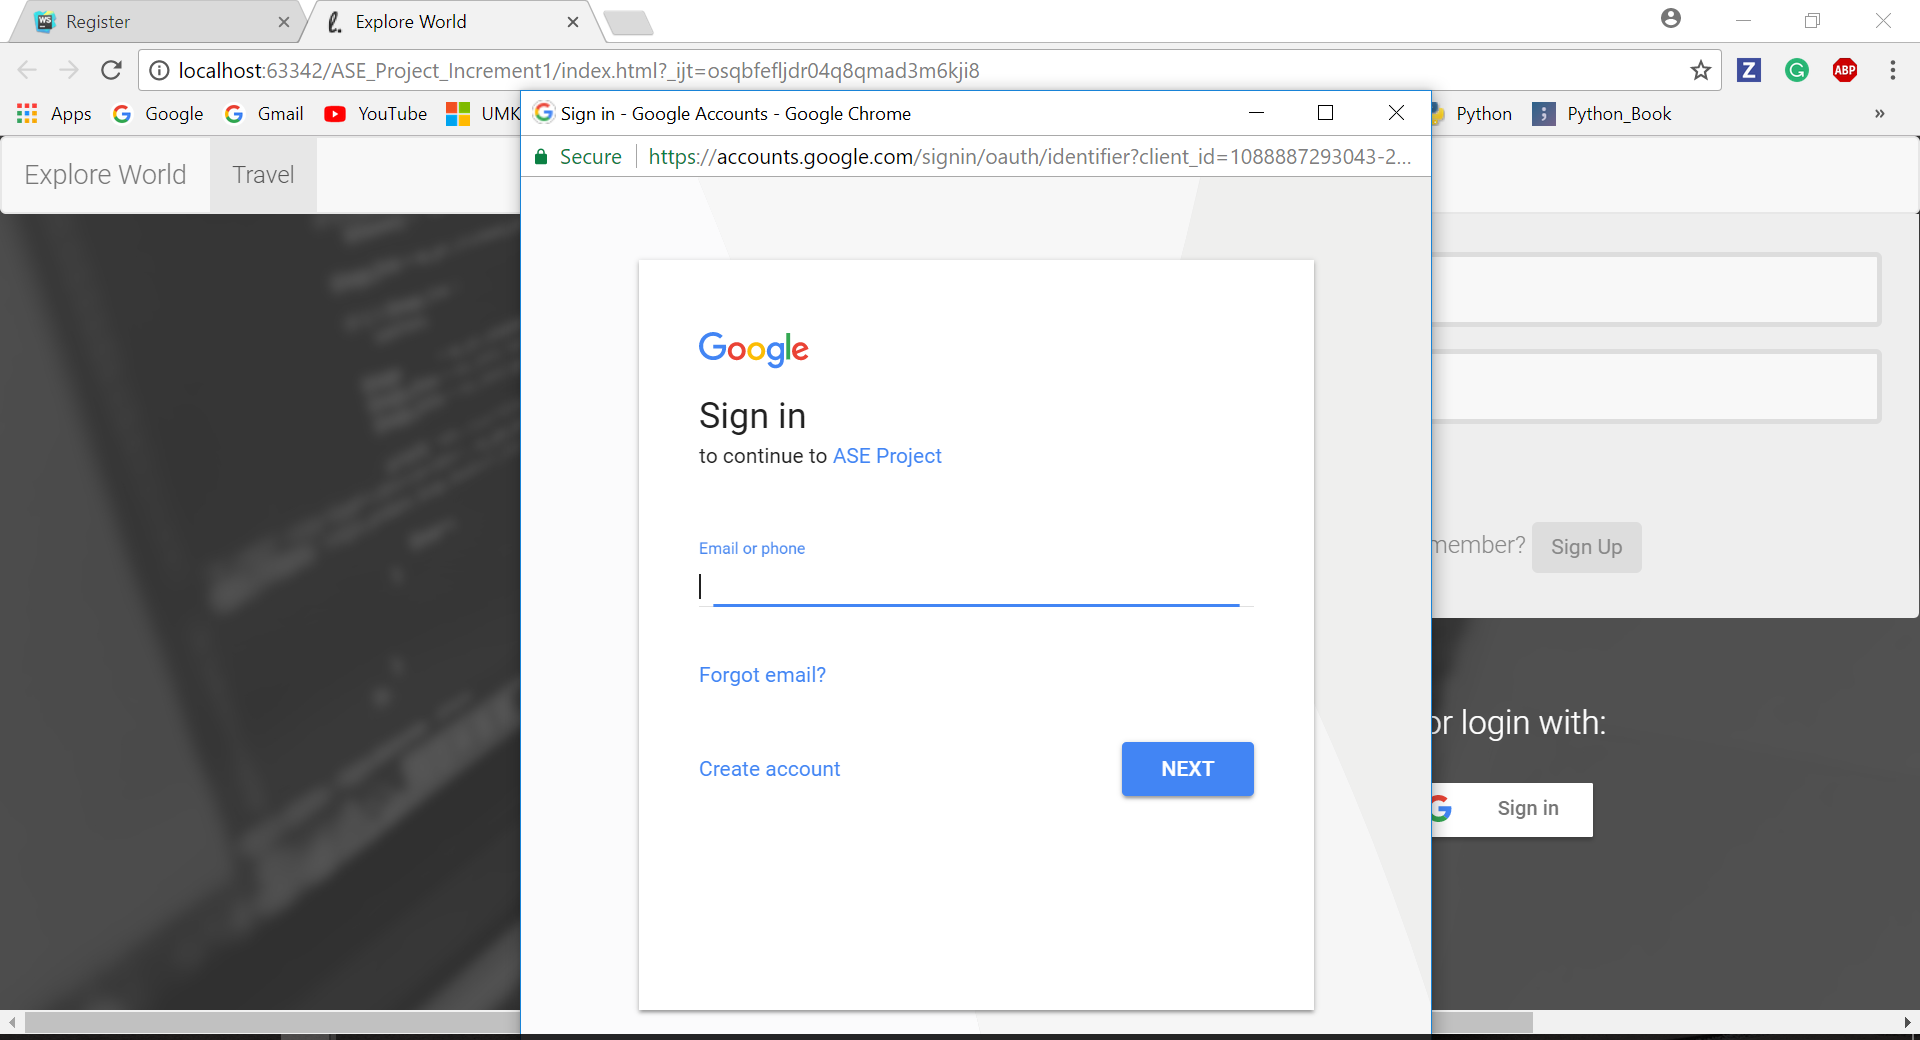 Register
Explore World
localhost:63342/ASE_Project_Increment1/index.html?_ijt=osqbfefljdr04q8qmad3m6kji8
ABP
Apps Google Gmail YouTube UMK
Python Python_Book »
Sign in - Google Accounts - Google Chrome
Secure https://accounts.google.com/signin/oauth/identifier?client_id=1088887293043-2...
Explore World Travel
Google
Sign in
to continue to ASE Project
Email or phone
Forgot email?
Create account NEXT
member? Sign Up
or login with:
Sign in